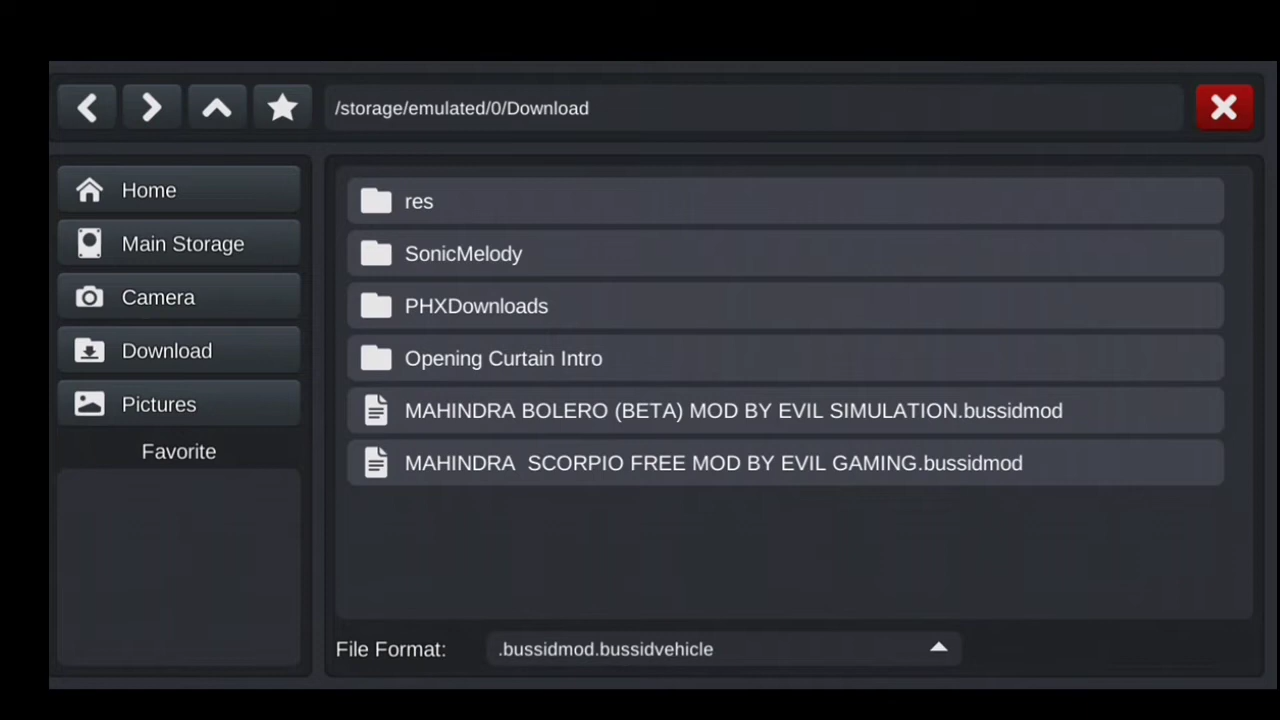 /storage/emulated/0/Download
Home
Main Storage
Camera
Download
Pictures
Favorite
res
SonicMelody
PHXDownloads
Opening Curtain Intro
MAHINDRA BOLERO (BETA) MOD BY EVIL SIMULATION.bussidmod
MAHINDRA  SCORPIO FREE MOD BY EVIL GAMING.bussidmod
File Format: .bussidmod.bussidvehicle